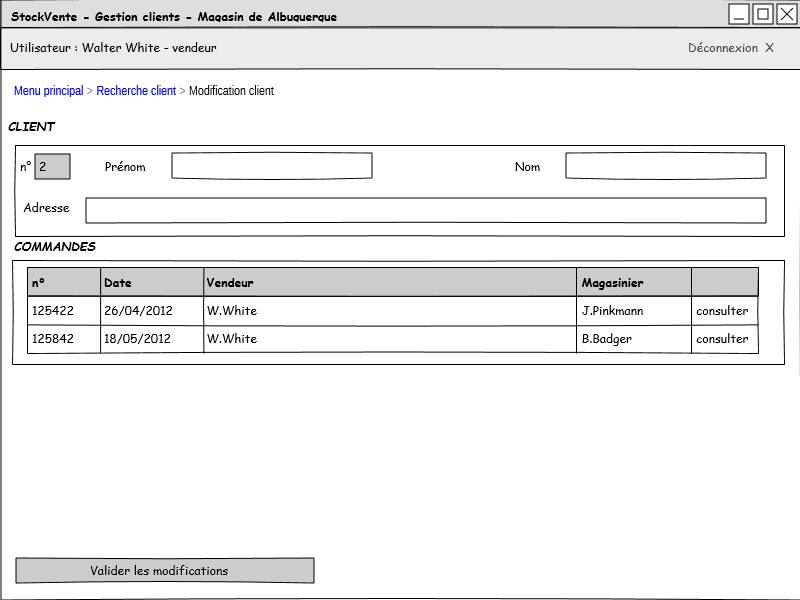 StockVente - Gestion clients - Magasin de Albuquerque
Utilisateur : Walter White - vendeur Déconnexion X
Menu principal > Recherche client > Modification client
CLIENT
n° 2 Prénom Nom
Adresse
COMMANDES
n° Date Vendeur Magasinier
125422 26/04/2012 W.White J.Pinkmann consulter
125842 18/05/2012 W.White B.Badger consulter
Valider les modifications